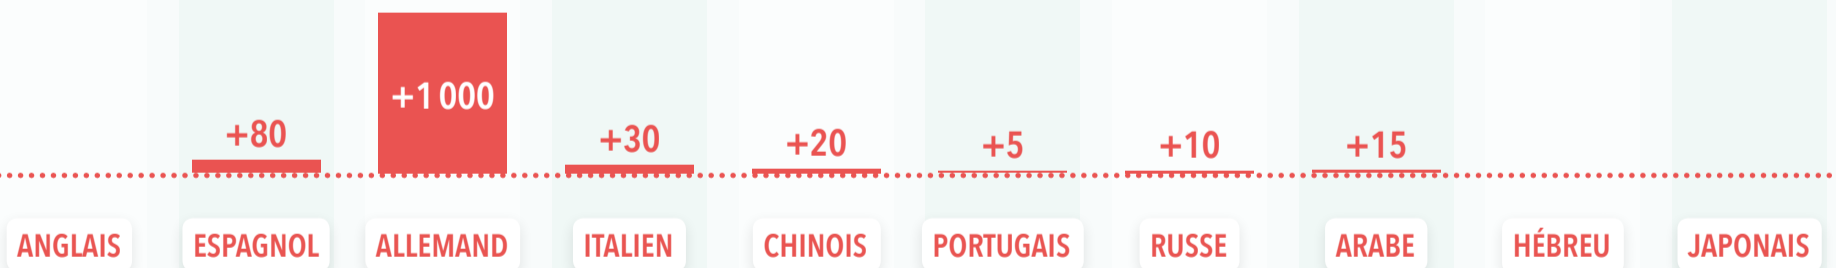 +1 000
+80
+30
+20
+5
+10
+15
ANGLAIS
ESPAGNOL
ALLEMAND
ITALIEN
CHINOIS
PORTUGAIS
RUSSE
ARABE
HÉBREU
JAPONAIS